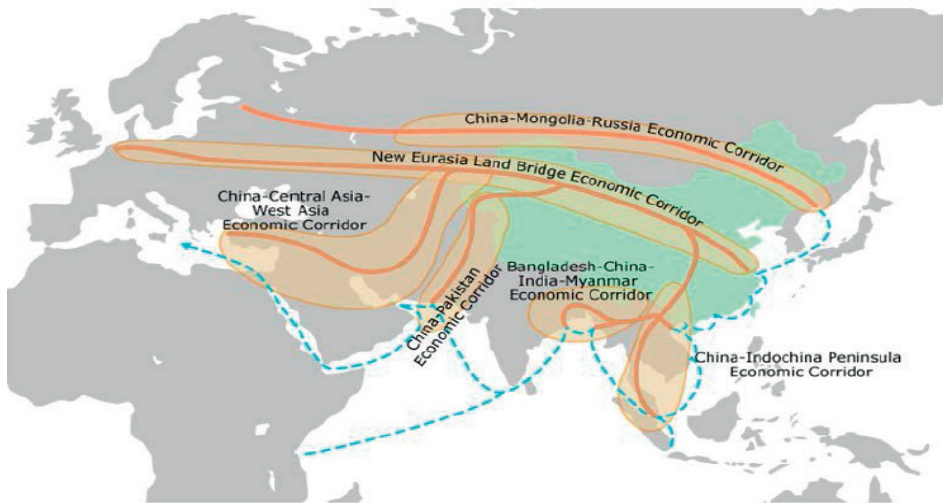 China-Mongolia-Russia Economic Corridor
New Eurasia Land Bridge Economic Corridor
China-Central Asia-
West Asia
Economic Corridor
China-Pakistan
Economic Corridor
Bangladesh-China-
India-Myanmar
Economic Corridor
China-Indochina Peninsula
Economic Corridor